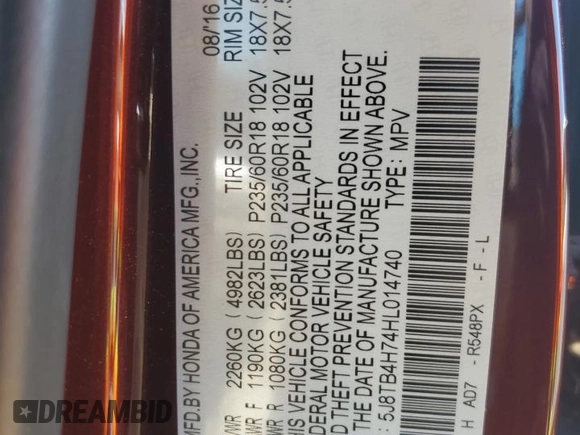 MFD.BY HONDA OF AMERICA MFG.,INC. 08/'16
TIRE SIZE RIM SIZE
VWR 2260KG ( 4982LBS)
WR F 1190KG ( 2623LBS) P235/60R18 102V 18X7.5
WR R 1080KG ( 2381LBS) P235/60R18 102V 18X7.5
HIS VEHICLE CONFORMS TO ALL APPLICABLE
DERAL MOTOR VEHICLE SAFETY
D THEFT PREVENTION STANDARDS IN EFFECT
THE DATE OF MANUFACTURE SHOWN ABOVE.
: 5J8TB4H74HL014740 TYPE: MPV
H AD7 - R548PX - F - L
DREAMBID